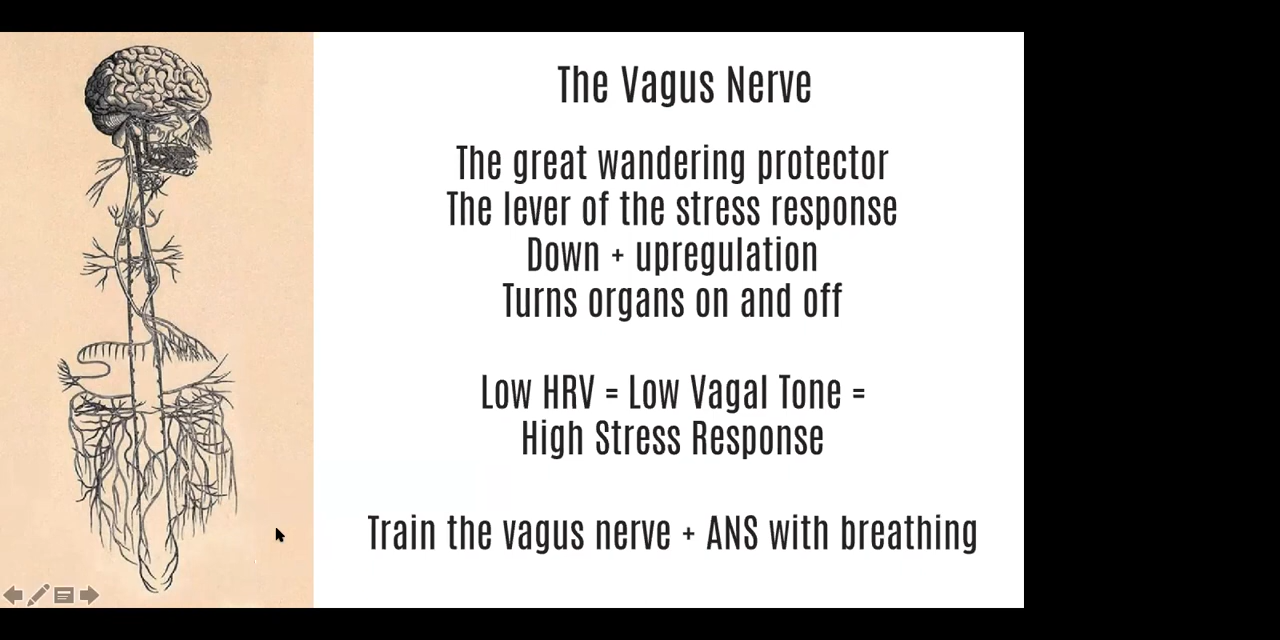 The Vagus Nerve
The great wandering protector
The lever of the stress response
Down + upregulation
Turns organs on and off
Low HRV = Low Vagal Tone =
High Stress Response
Train the vagus nerve + ANS with breathing